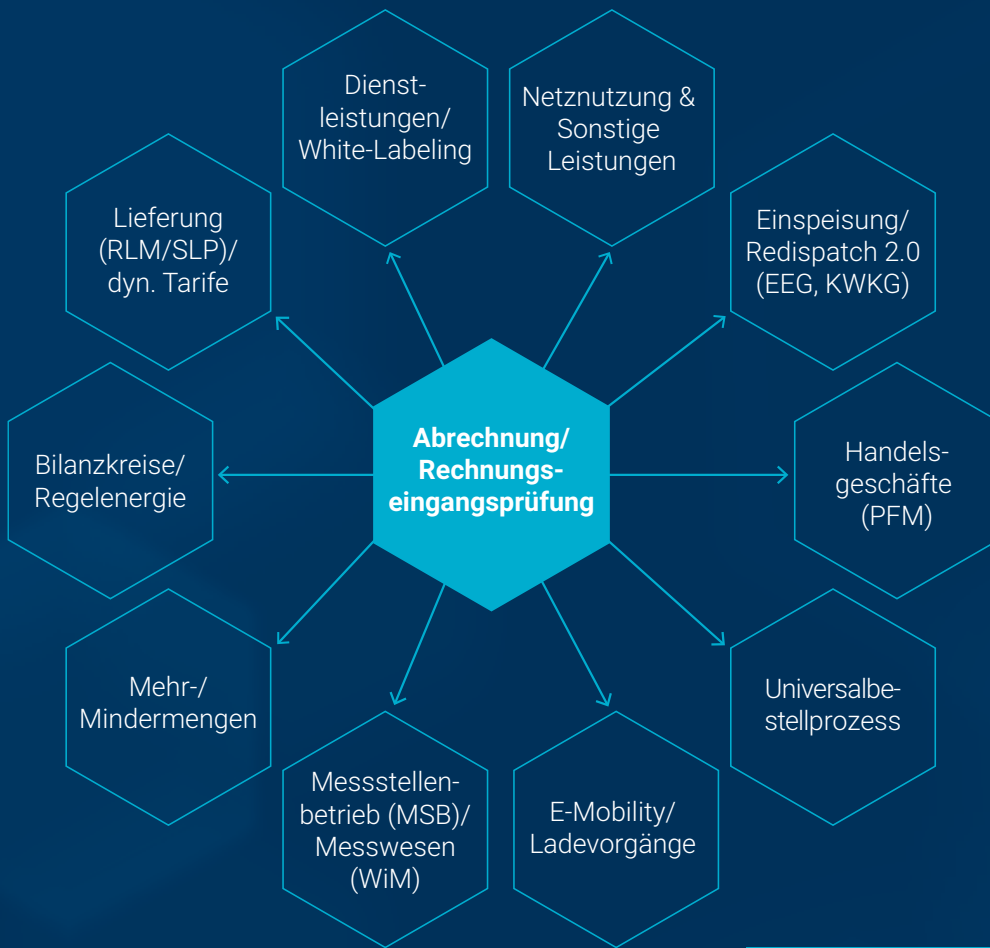 Dienst-
leistungen/
White-Labeling
Netznutzung &
Sonstige
Leistungen
Lieferung
(RLM/SLP)/
dyn. Tarife
Einspeisung/
Redispatch 2.0
(EEG, KWKG)
Abrechnung/
Rechnungs-
eingangsprüfung
Bilanzkreise/
Regelenergie
Handels-
geschäfte
(PFM)
Mehr-/
Mindermengen
Universalbe-
stellprozess
Messstellen-
betrieb (MSB)/
Messwesen
(WiM)
E-Mobility/
Ladevorgänge